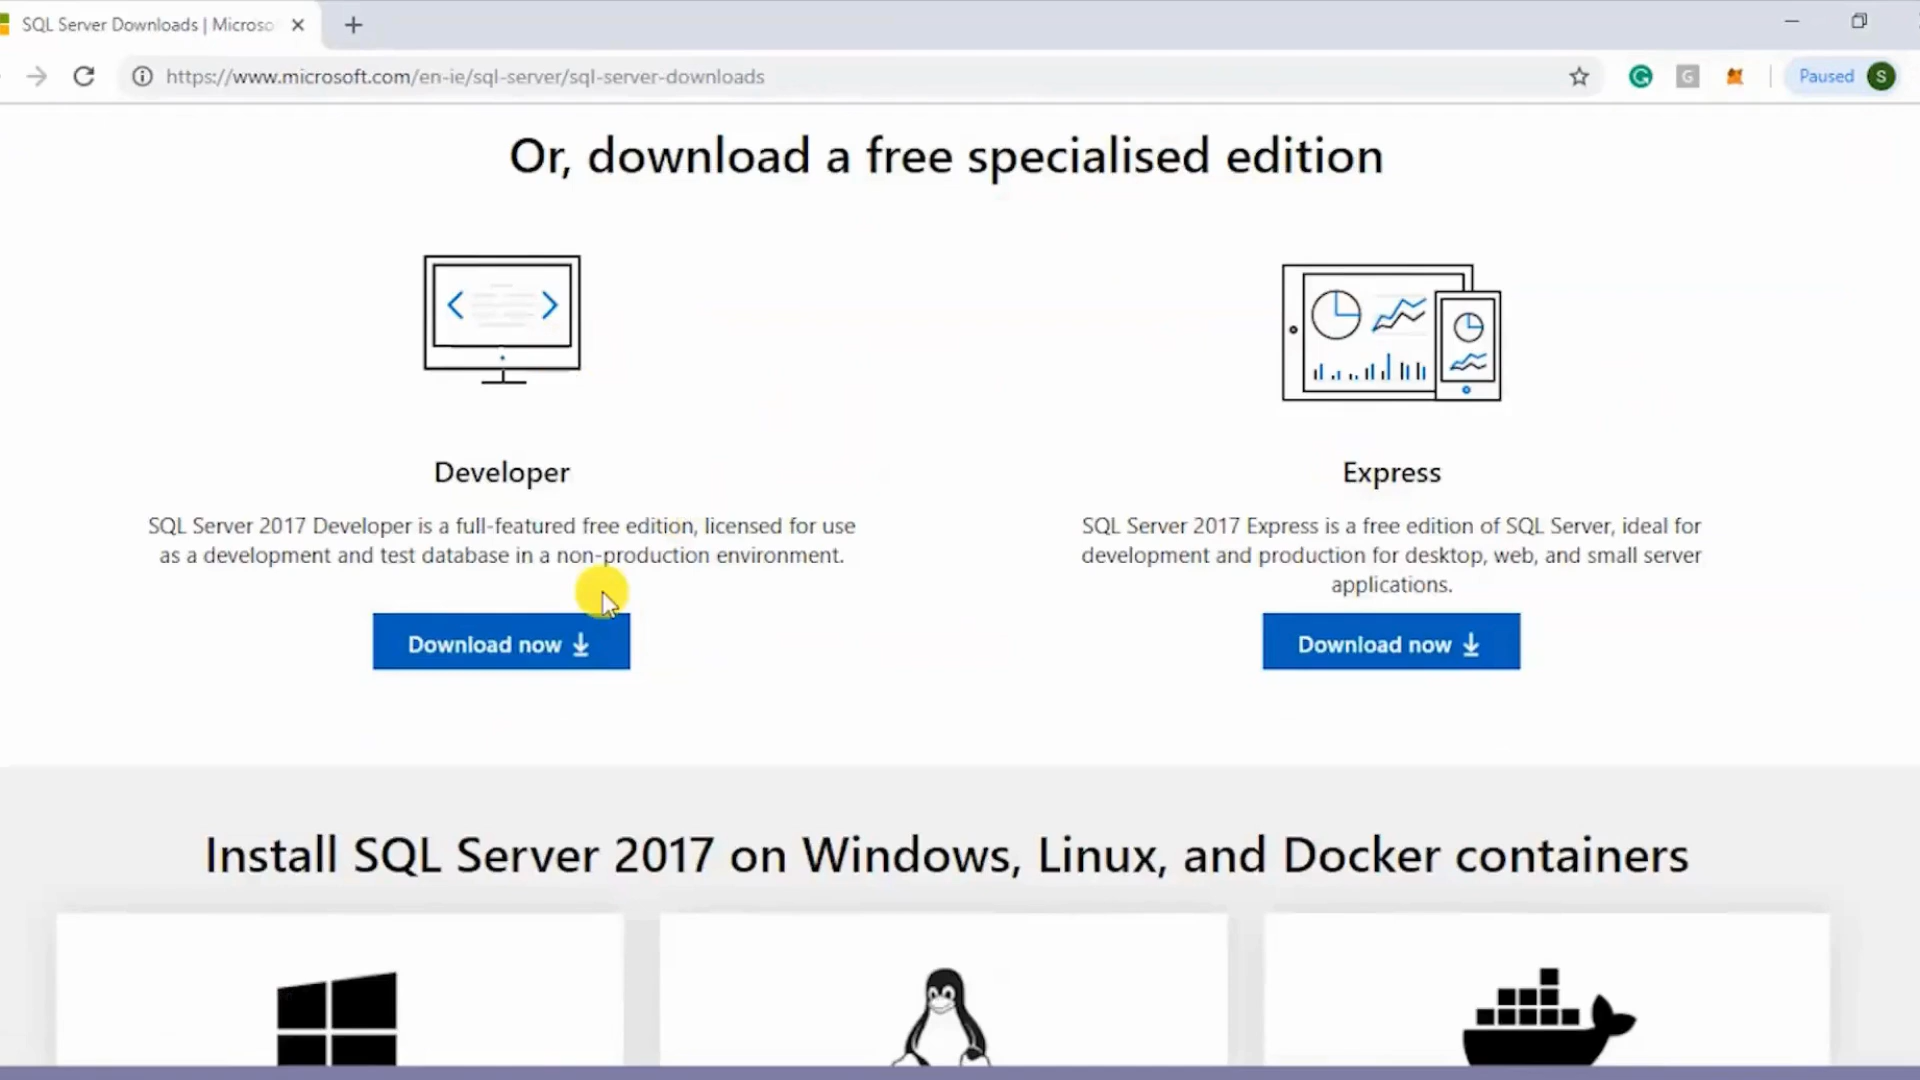 SQL Server Downloads | Microso
https://www.microsoft.com/en-ie/sql-server/sql-server-downloads
G
Paused
S
Or, download a free specialised edition
Developer
SQL Server 2017 Developer is a full-featured free edition, licensed for use
as a development and test database in a non-production environment.
Download now
Express
SQL Server 2017 Express is a free edition of SQL Server, ideal for
development and production for desktop, web, and small server
applications.
Download now
Install SQL Server 2017 on Windows, Linux, and Docker containers